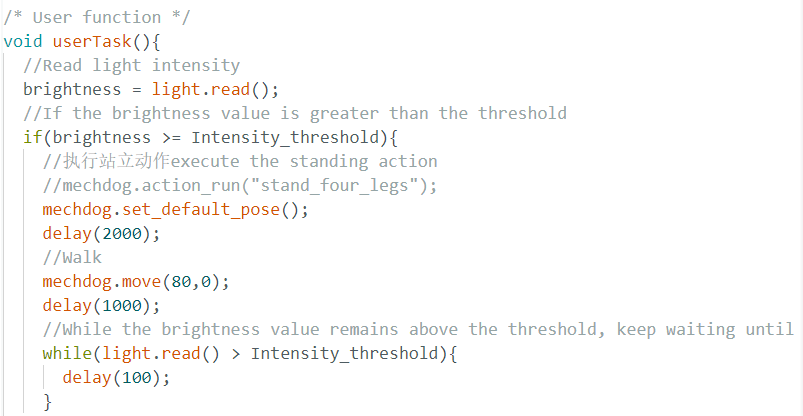 /* User function */
void userTask(){
//Read light intensity
brightness = light.read();
//If the brightness value is greater than the threshold
if(brightness >= Intensity_threshold){
//执行站立动作execute the standing action
//mechdog.action_run("stand_four_legs");
mechdog.set_default_pose();
delay(2000);
//Walk
mechdog.move(80,0);
delay(1000);
//While the brightness value remains above the threshold, keep waiting until
while(light.read() > Intensity_threshold){
delay(100);
}